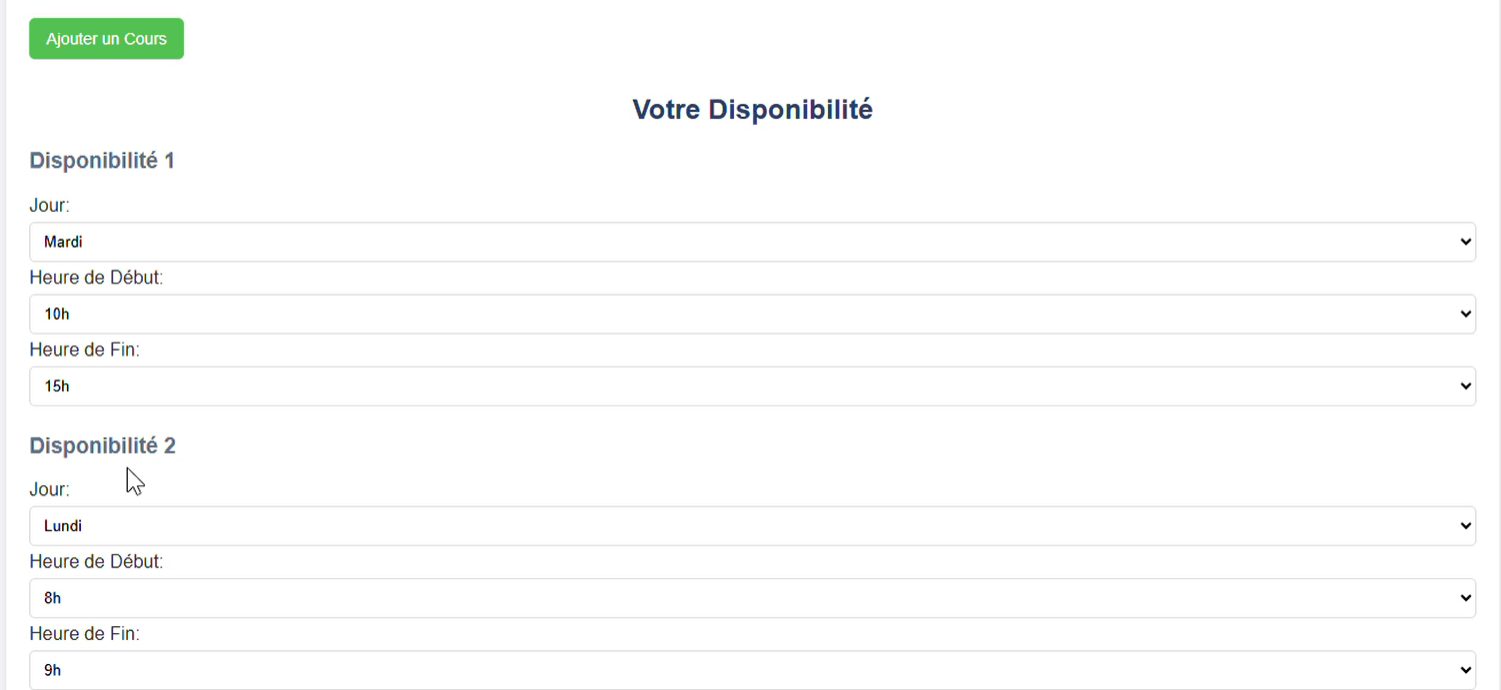 Ajouter un Cours
Votre Disponibilité
Disponibilité 1
Jour:
Mardi
Heure de Début:
10h
Heure de Fin:
15h
Disponibilité 2
Jour:
Lundi
Heure de Début:
8h
Heure de Fin:
9h